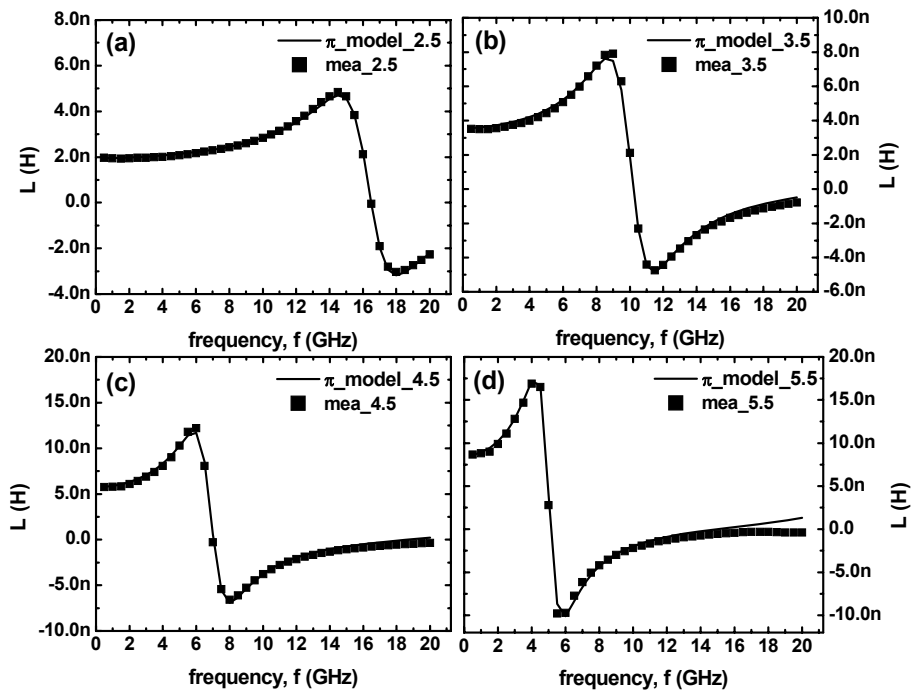 (a)
π_model_2.5
mea_2.5
8.0n
6.0n
4.0n
2.0n
0.0
-2.0n
-4.0n
L (H)
0 2 4 6 8 10 12 14 16 18 20
frequency, f (GHz)
(b)
π_model_3.5
mea_3.5
10.0n
8.0n
6.0n
4.0n
2.0n
0.0
-2.0n
-4.0n
-6.0n
L (H)
0 2 4 6 8 10 12 14 16 18 20
frequency, f (GHz)
(c)
π_model_4.5
mea_4.5
20.0n
15.0n
10.0n
5.0n
0.0
-5.0n
-10.0n
L (H)
0 2 4 6 8 10 12 14 16 18 20
frequency, f (GHz)
(d)
π_model_5.5
mea_5.5
20.0n
15.0n
10.0n
5.0n
0.0
-5.0n
-10.0n
L (H)
0 2 4 6 8 10 12 14 16 18 20
frequency, f (GHz)